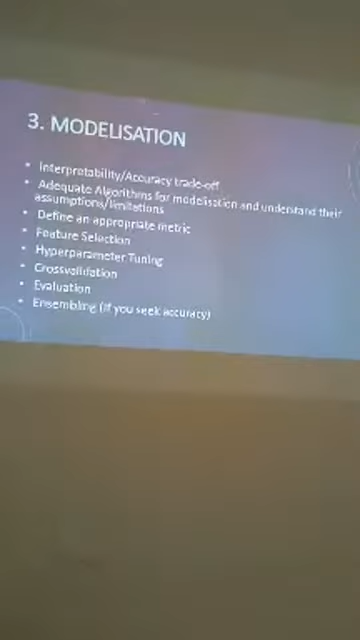 3. MODELISATION
• Interpretability/Accuracy trade-off
• Adequate Algorithms for modelisation and understand their
assumptions/limitations
• Define an appropriate metric
• Feature Selection
• Hyperparameter Tuning
• Crossvalidation
• Evaluation
• Ensembling (if you seek accuracy)